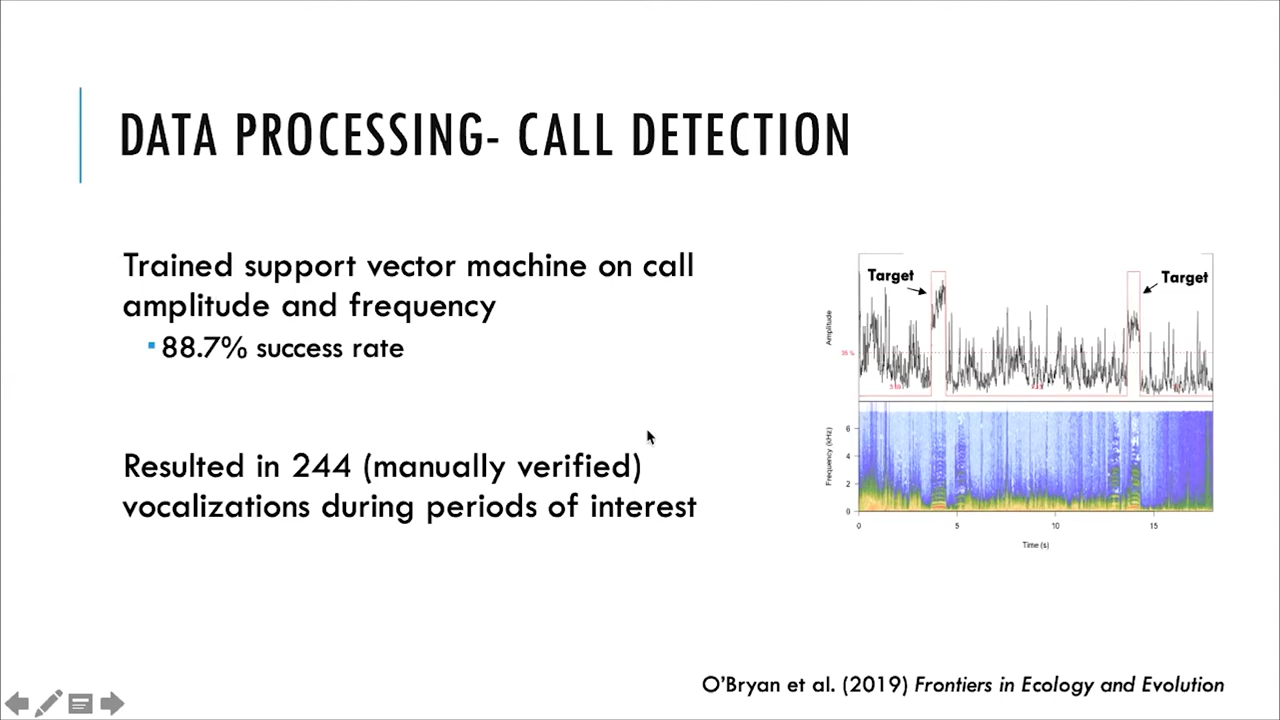 DATA PROCESSING- CALL DETECTION
Trained support vector machine on call
amplitude and frequency
▪88.7% success rate
Resulted in 244 (manually verified)
vocalizations during periods of interest
Target
Target
Amplitude
Frequency (kHz)
6
4
2
0
0
5
10
15
Time (s)
O'Bryan et al. (2019) Frontiers in Ecology and Evolution